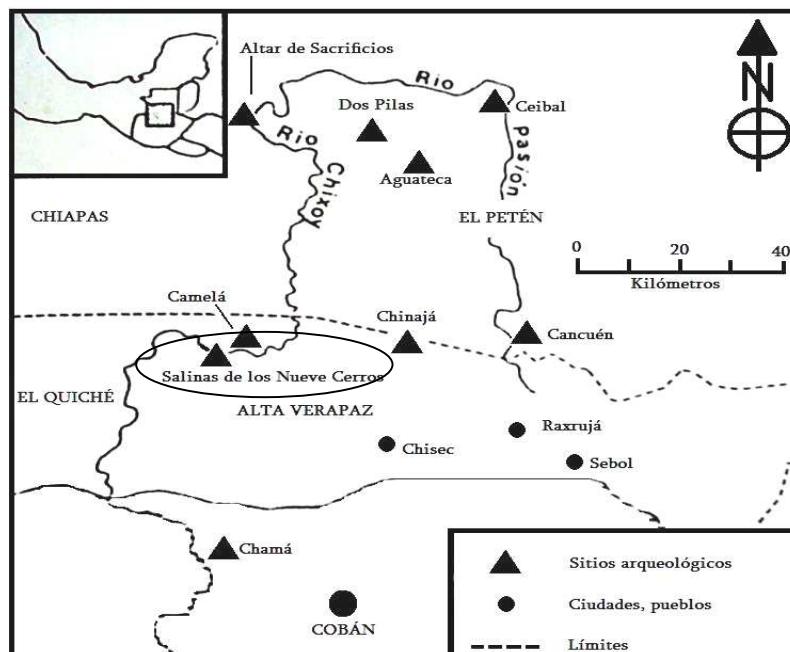 Altar de Sacrificios
Río
Dos Pilas
Ceibal
Río
Chixoy
Aguateca
pasión
N
CHIAPAS
EL PETÉN
0 20 40
Kilómetros
Camelá
Chinajá
Cancuén
Salinas de los Nueve Cerros
EL QUICHÉ
ALTA VERAPAZ
Raxrujá
Chisec
Sebol
Chamá
COBÁN
Sitios arqueológicos
Ciudades, pueblos
Límites